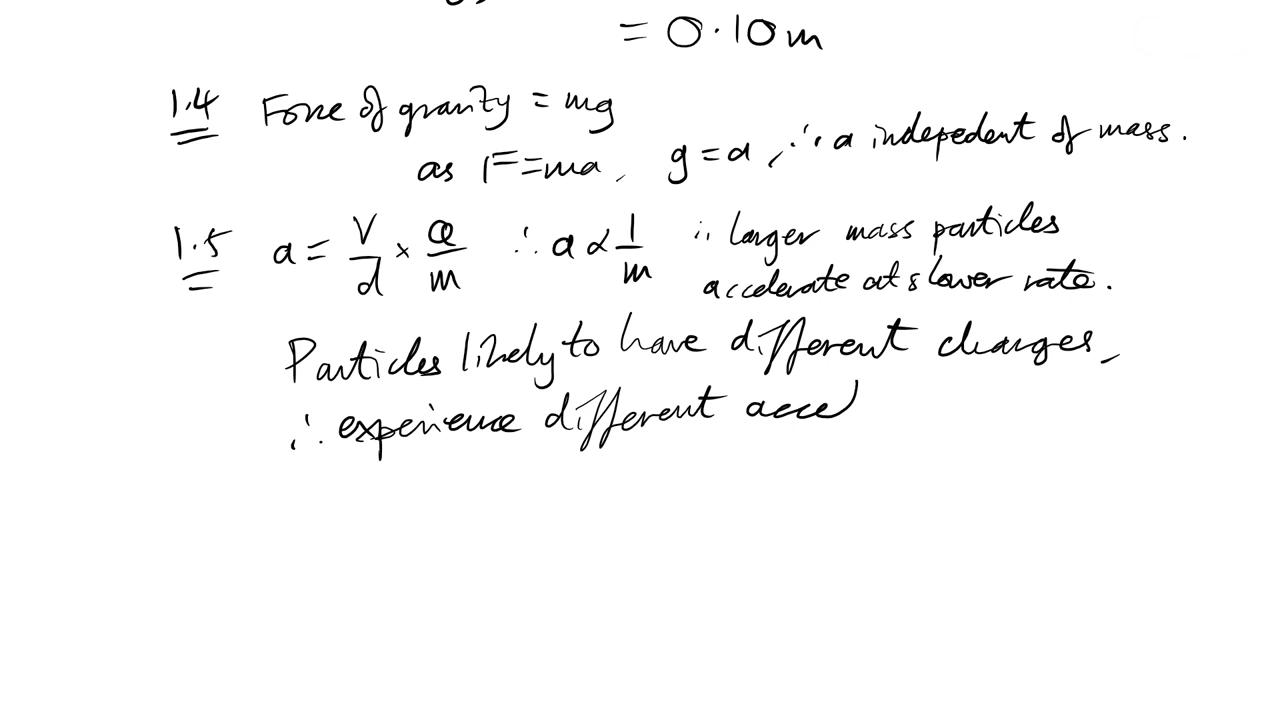 = 0.10m
1.4 Force of gravity = mg
as F=ma, g = a, ∴ a indepedent of mass.
1.5 a = V/d × Q/m ∴ a ∝ 1/m ∴ larger mass particles
accelerate at slower rate.
Particles likely to have different charges,
∴ experience different acce